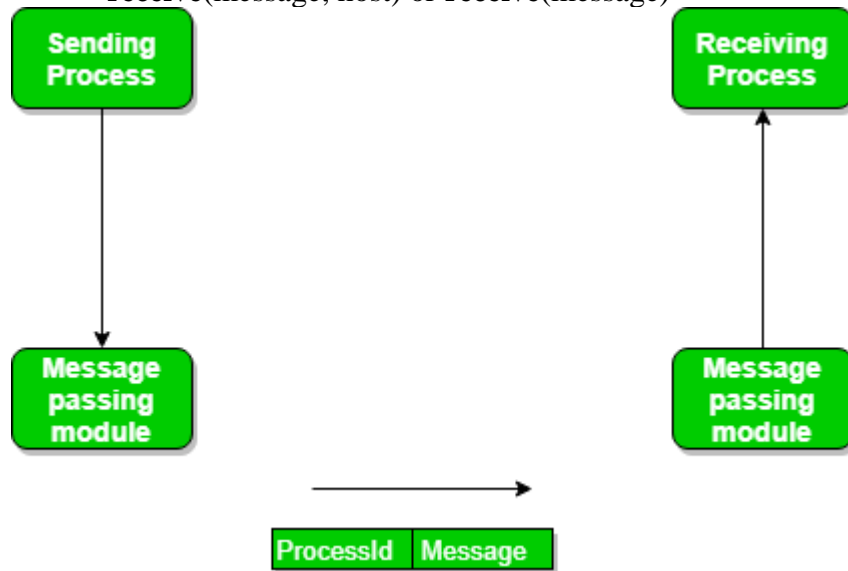 receive(message, host) or receive(message)
Sending
Process
Receiving
Process
Message
passing
module
Message
passing
module
ProcessId Message